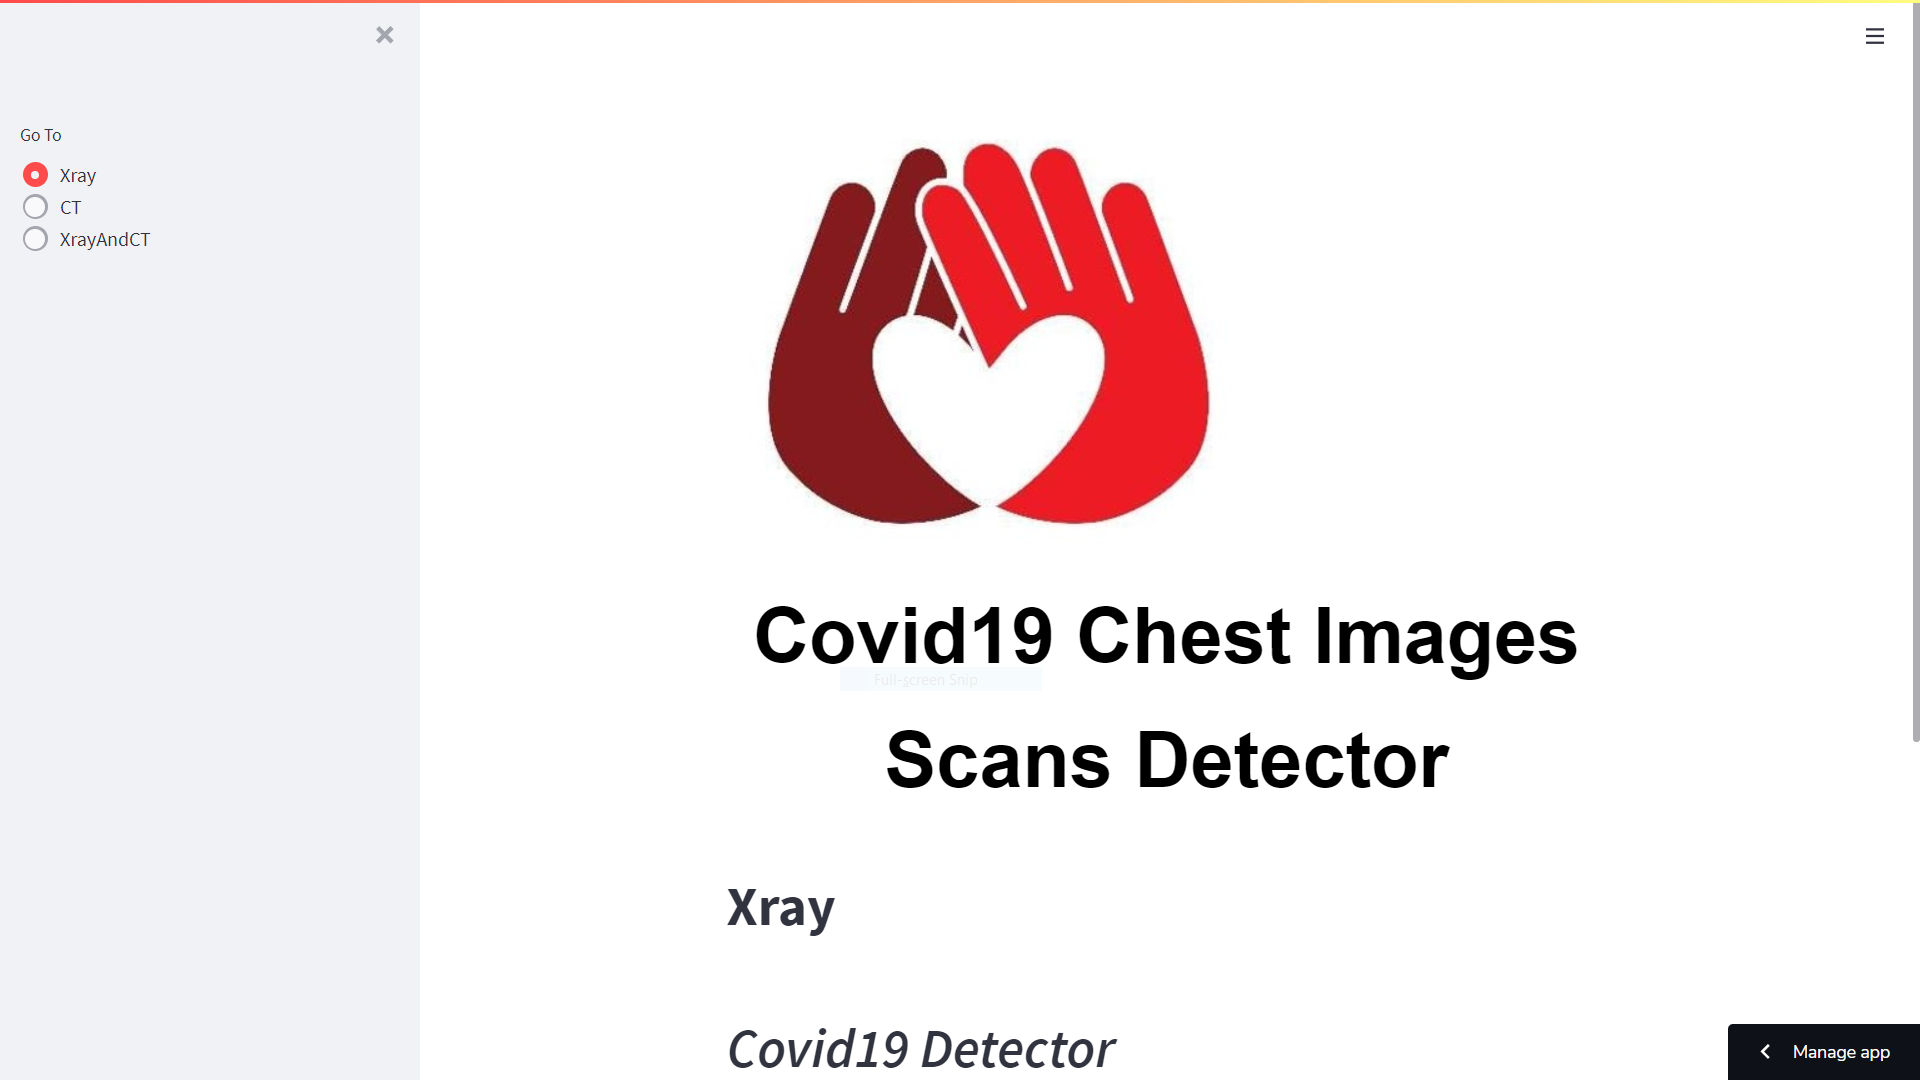 Go To
Xray
CT
XrayAndCT
Covid19 Chest Images
Full-screen Snip
Scans Detector
Xray
Covid19 Detector
Manage app